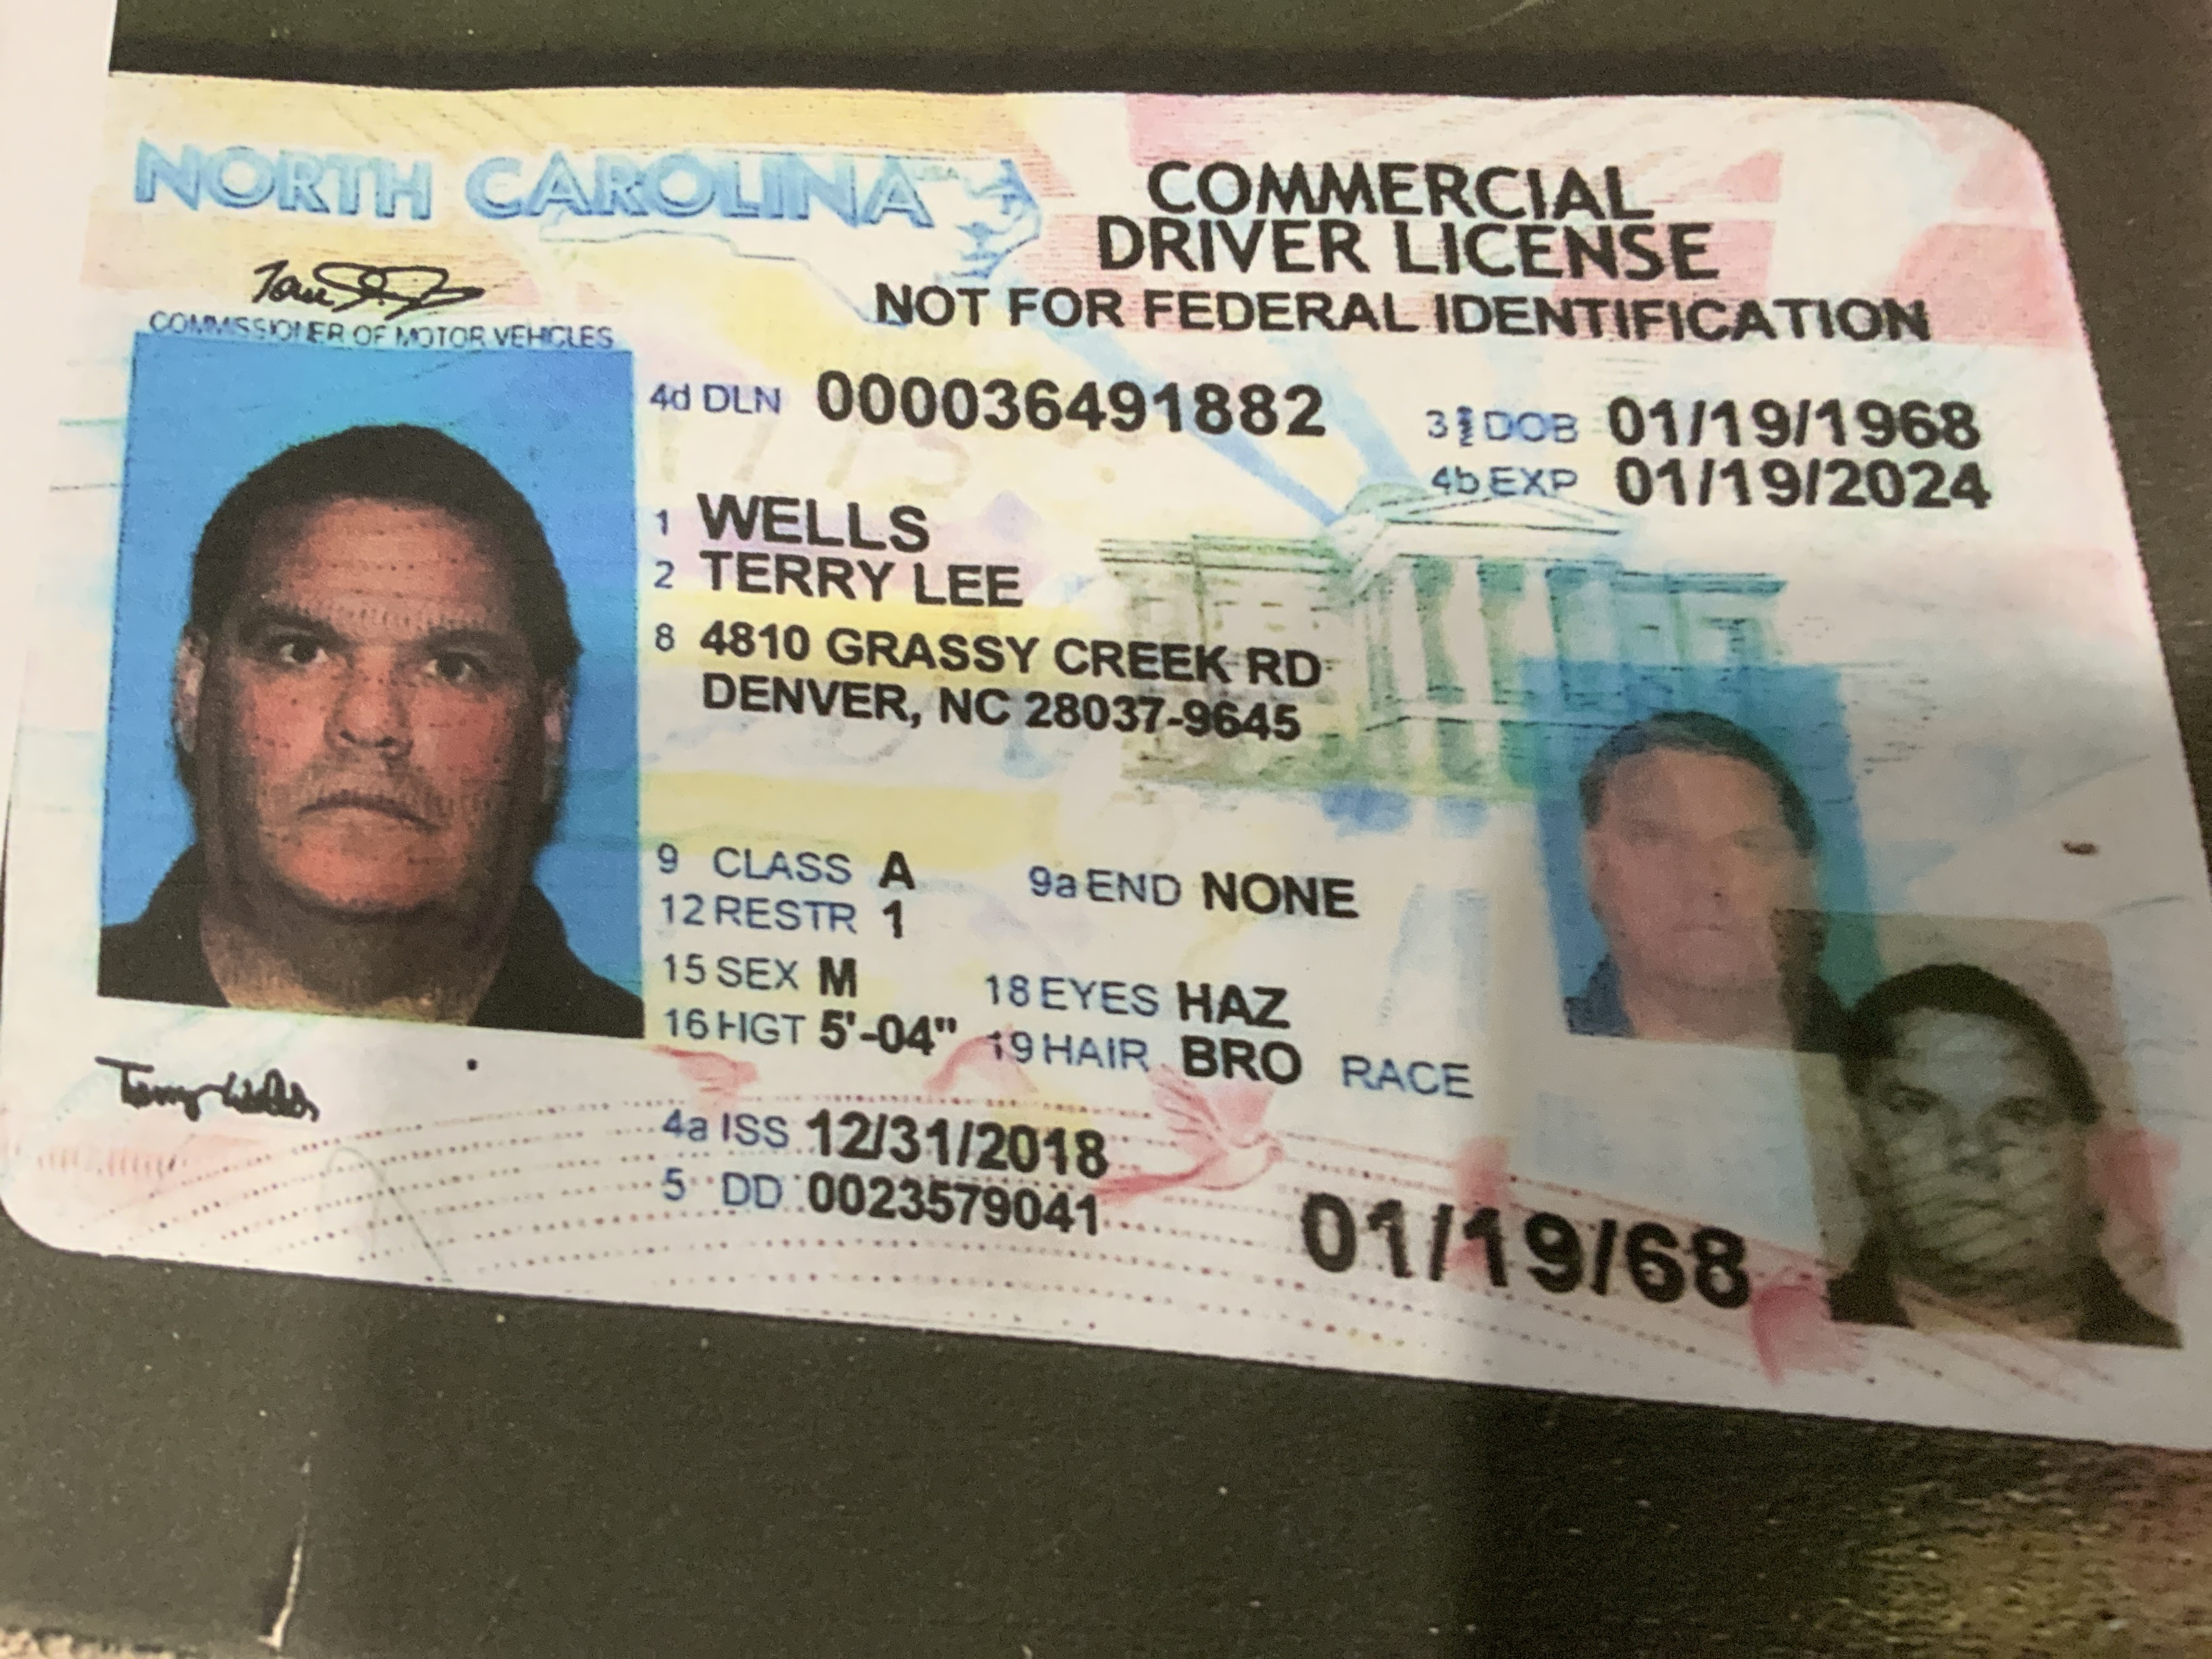 NORTH CAROLINA USA
COMMERCIAL
DRIVER LICENSE
NOT FOR FEDERAL IDENTIFICATION
COMMISSIONER OF MOTOR VEHICLES
4d DLN 000036491882
3 DOB 01/19/1968
4b EXP 01/19/2024
1 WELLS
2 TERRY LEE
8 4810 GRASSY CREEK RD
DENVER, NC 28037-9645
9 CLASS A 9a END NONE
12 RESTR 1
15 SEX M 18 EYES HAZ
16 HGT 5'-04" 19 HAIR BRO RACE
Terry Wells
4a ISS 12/31/2018
5 DD 0023579041
01/19/68